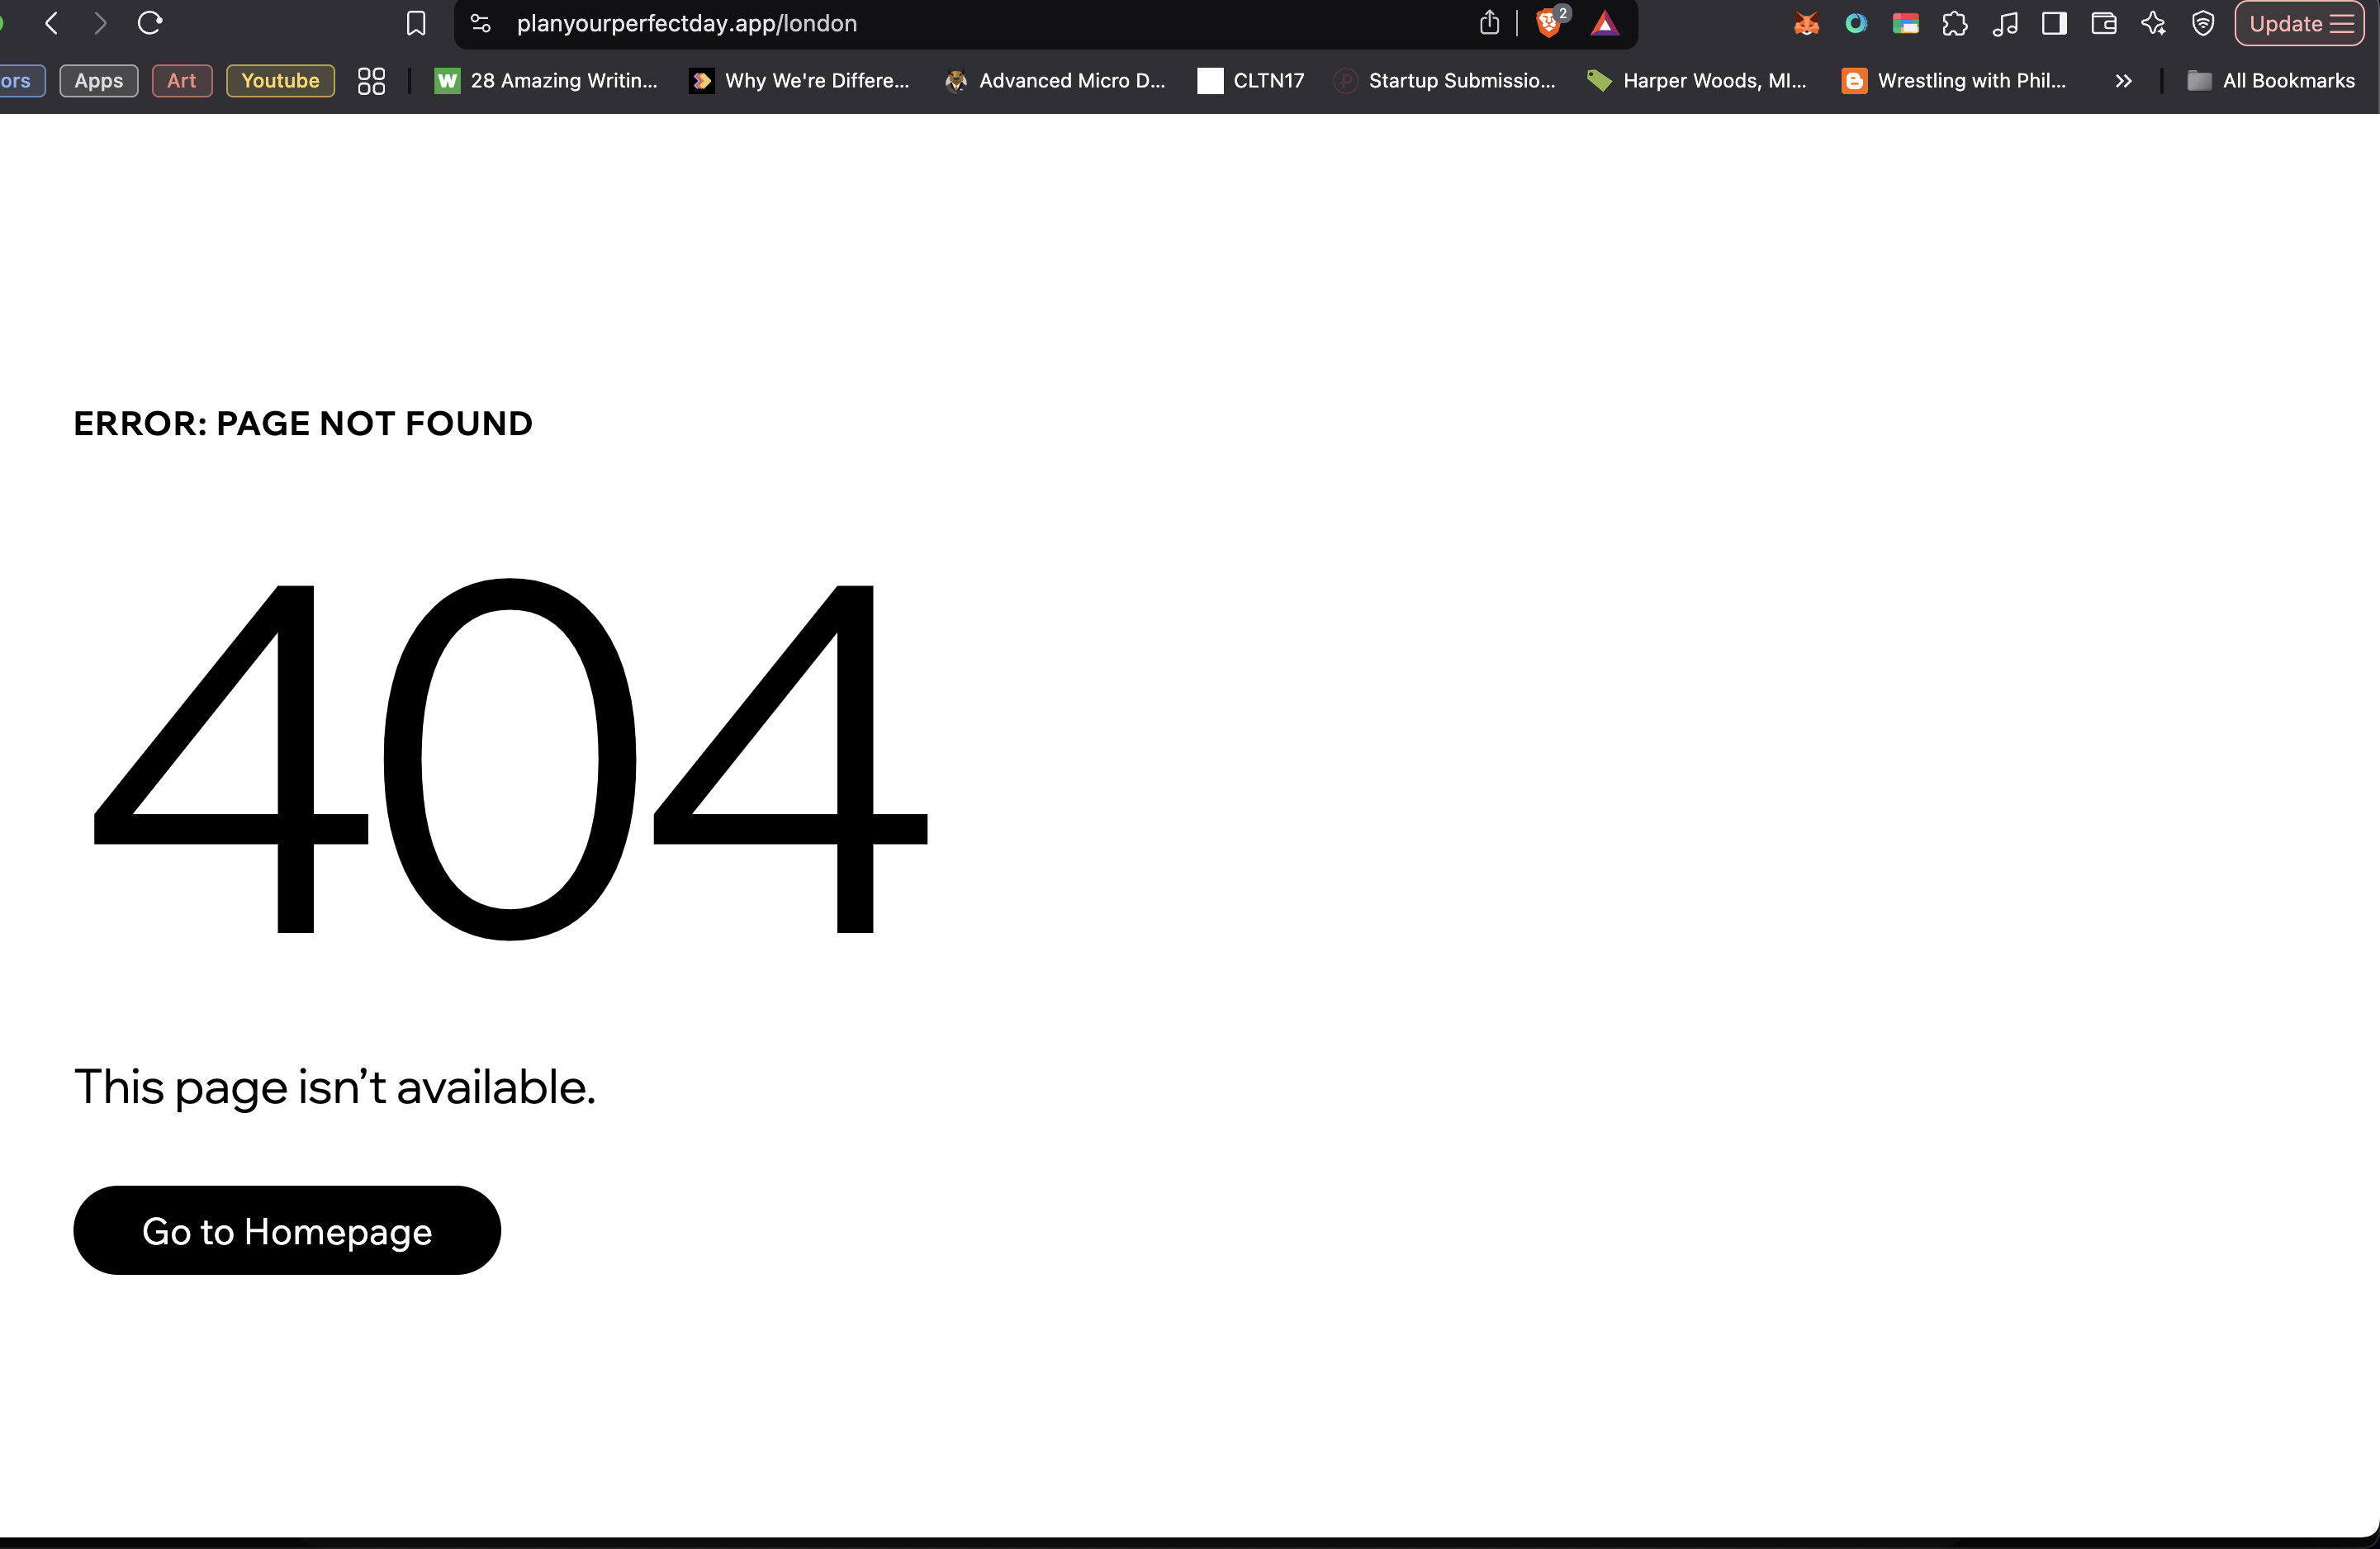 planyourperfectday.app/london
2
Update
ors
Apps
Art
Youtube
W
28 Amazing Writin...
Why We're Differe...
Advanced Micro D...
CLTN17
P
Startup Submissio...
Harper Woods, MI...
Wrestling with Phil...
All Bookmarks
ERROR: PAGE NOT FOUND
404
This page isn’t available.
Go to Homepage